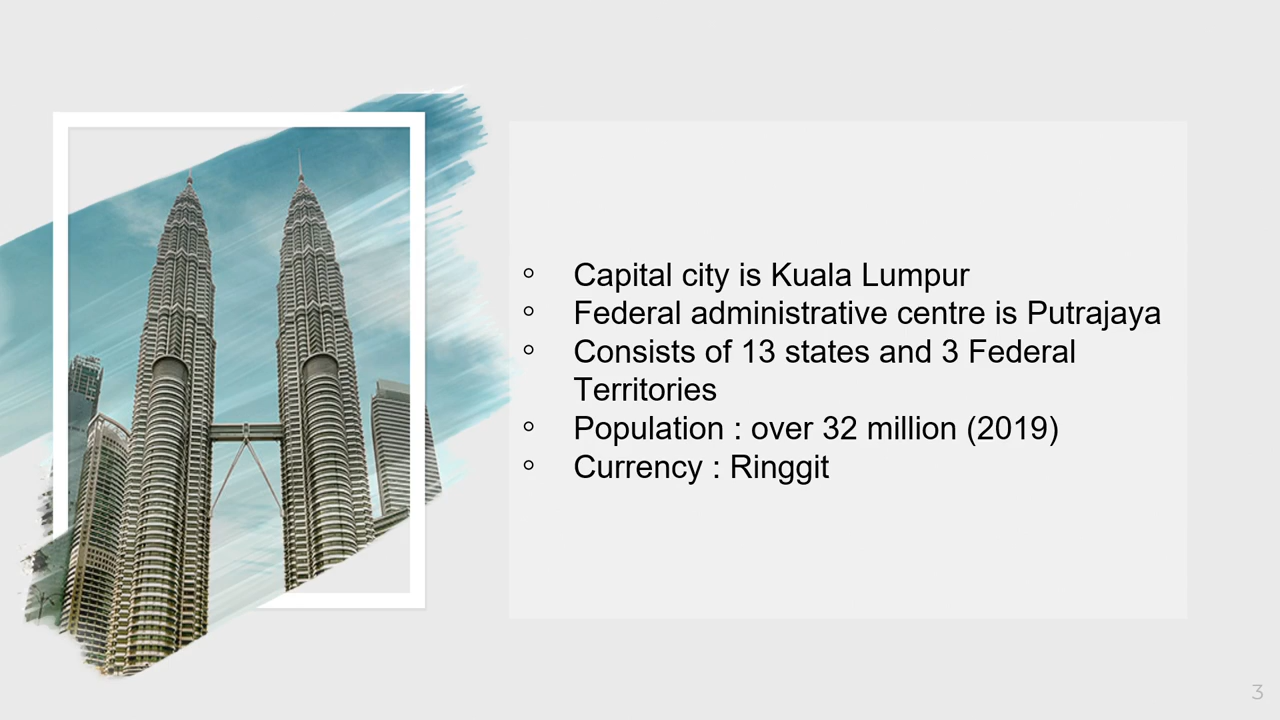 ◦ Capital city is Kuala Lumpur
◦ Federal administrative centre is Putrajaya
◦ Consists of 13 states and 3 Federal
Territories
◦ Population : over 32 million (2019)
◦ Currency : Ringgit
3